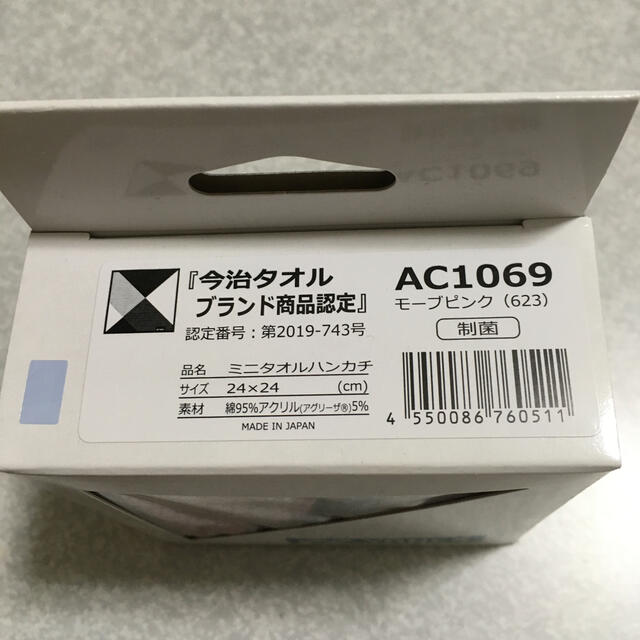 AC1069
『今治タオル
ブランド商品認定』
認定番号:第2019-743号
品名 ミニタオルハンカチ
サイズ 24×24 (cm)
素材 綿95%アクリル(アグリーザ®)5%
MADE IN JAPAN
AC1069
モーブピンク(623)
制菌
4 550086 760511